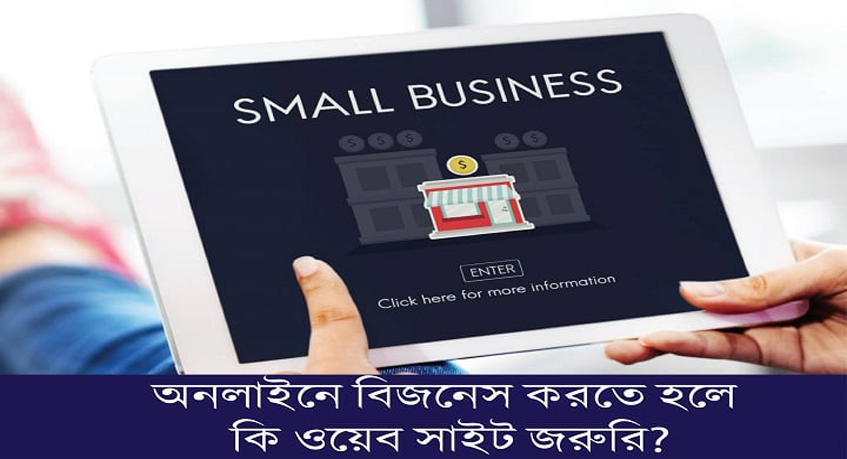 SMALL BUSINESS
$ $ $ $ $ $
ENTER
Click here for more information
অনলাইনে বিজনেস করতে হলে
কি ওয়েব সাইট জরুরি?